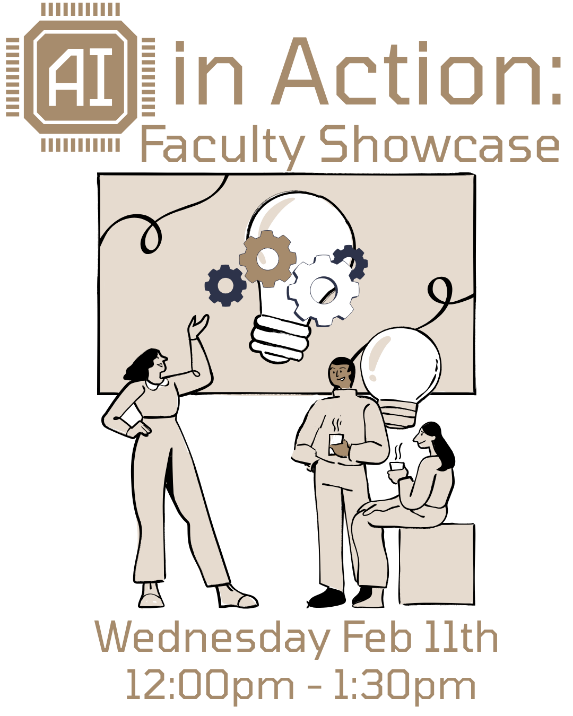 AI in Action:
Faculty Showcase
Wednesday Feb 11th
12:00pm - 1:30pm